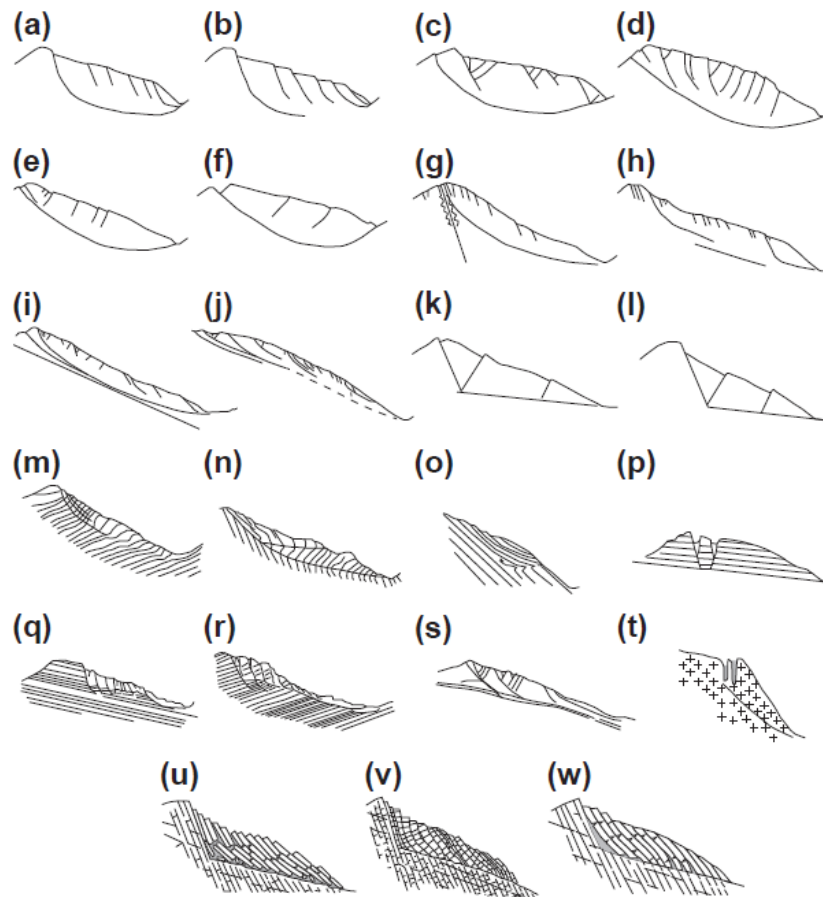 (a) (b) (c) (d)
(e) (f) (g) (h)
(i) (j) (k) (l)
(m) (n) (o) (p)
(q) (r) (s) (t)
(u) (v) (w)